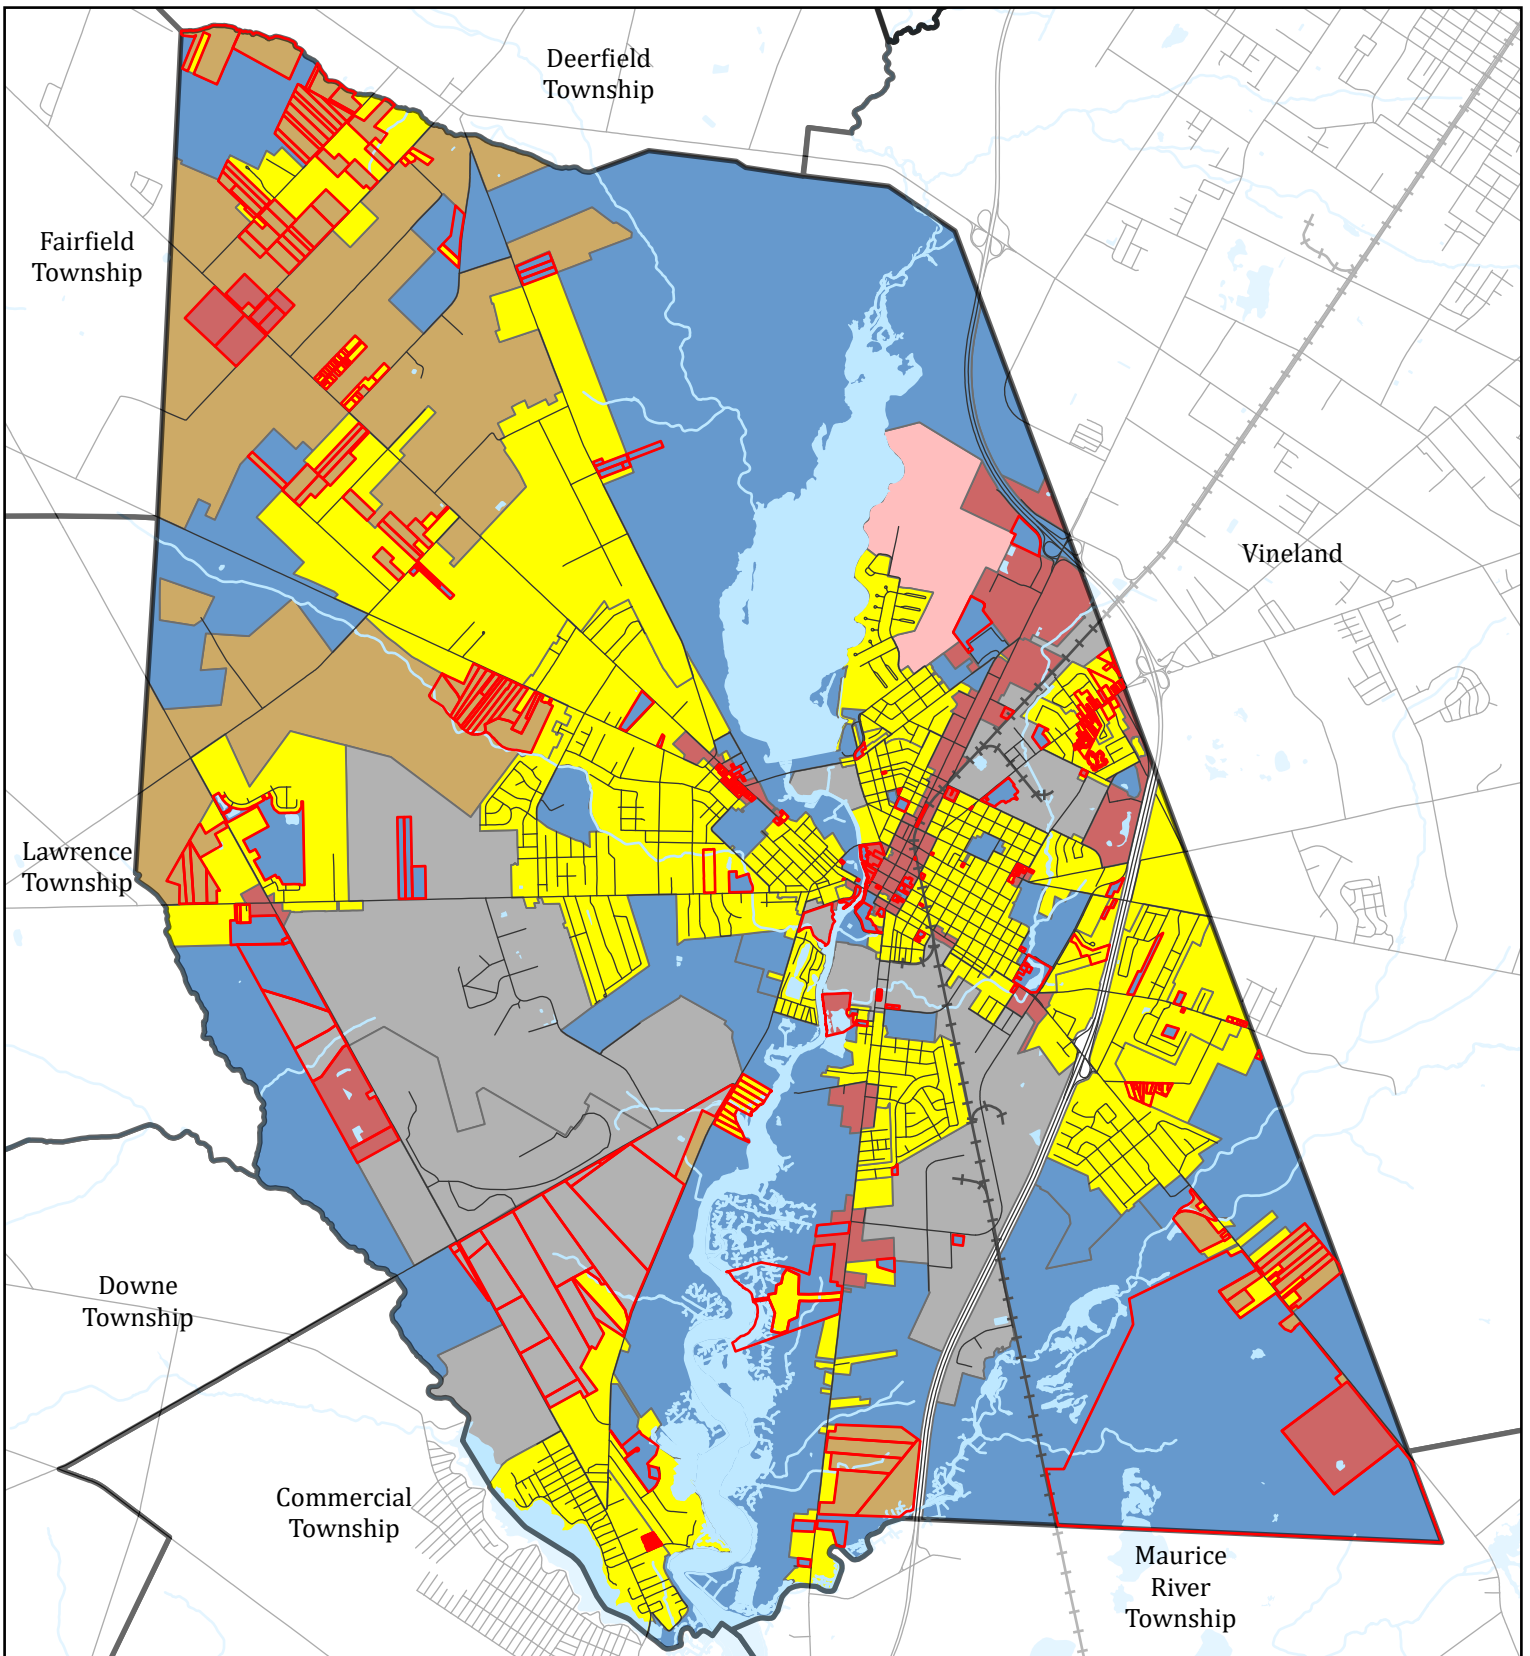 Deerfield
Township
Fairfield
Township
Vineland
Lawrence
Township
Downe
Township
Commercial
Township
Maurice
River
Township